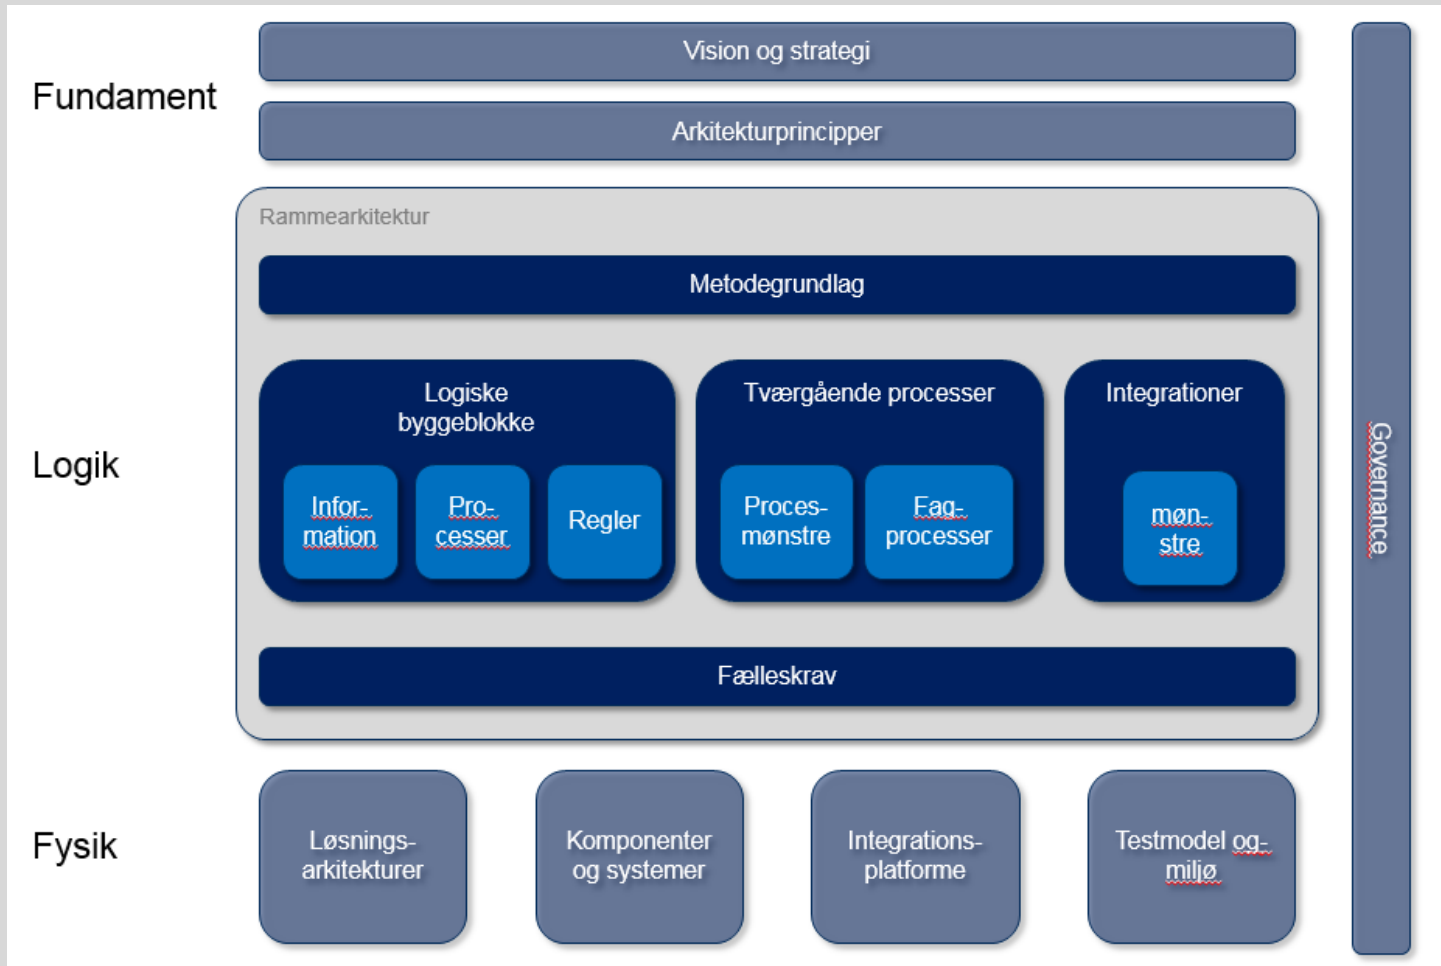 Fundament
Vision og strategi
Arkitekturprincipper
Rammearkitektur
Metodegrundlag
Logik
Logiske
byggeblokke
Infor-
mation
Pro-
cesser
Regler
Tværgående processer
Proces-
mønstre
Fag-
processer
Integrationer
møn-
stre
Fælleskrav
Fysik
Løsnings-
arkitekturer
Komponenter
og systemer
Integrations-
platforme
Testmodel og-
miljø
Governance